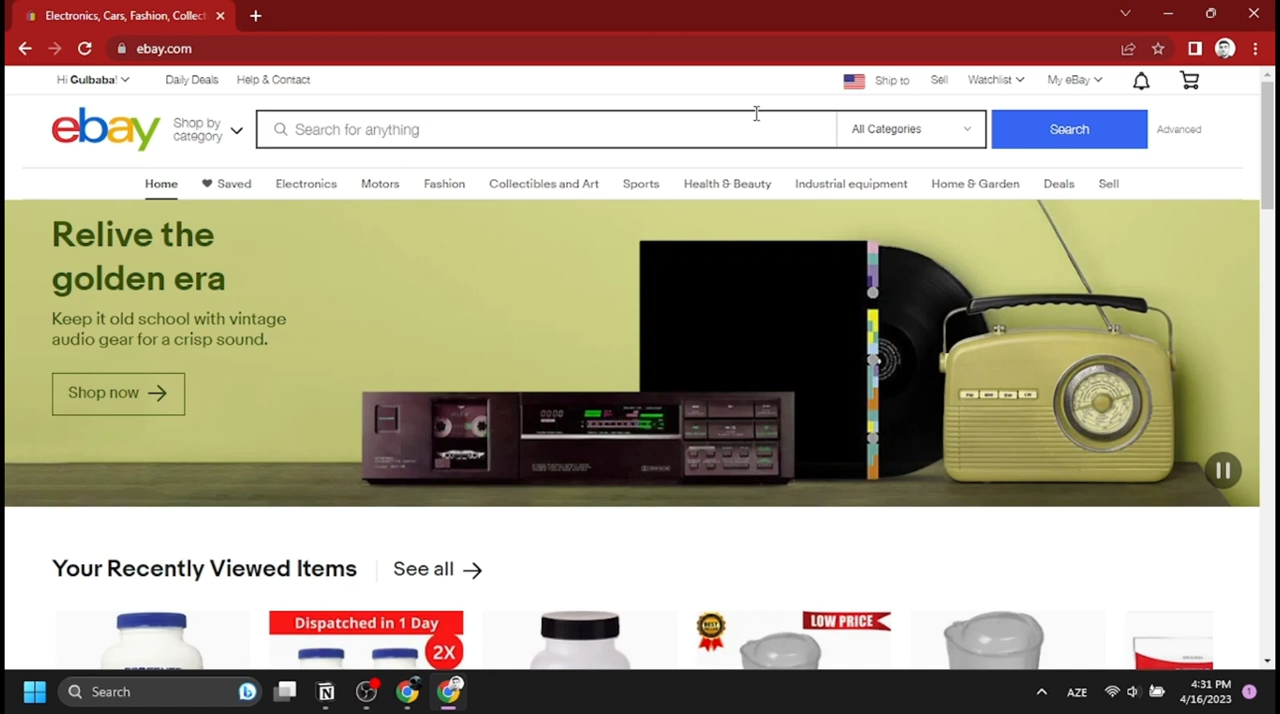 Electronics, Cars, Fashion, Collect
ebay.com
Hi Gulbaba!
Daily Deals
Help & Contact
Ship to
Sell
Watchlist
My eBay
ebay
Shop by
category
Search for anything
All Categories
Search
Advanced
Home
Saved
Electronics
Motors
Fashion
Collectibles and Art
Sports
Health & Beauty
Industrial equipment
Home & Garden
Deals
Sell
Relive the
golden era
Keep it old school with vintage
audio gear for a crisp sound.
Shop now
Your Recently Viewed Items
See all
Dispatched in 1 Day
2X
LOW PRICE
Search
AZE
4:31 PM
4/16/2023
1